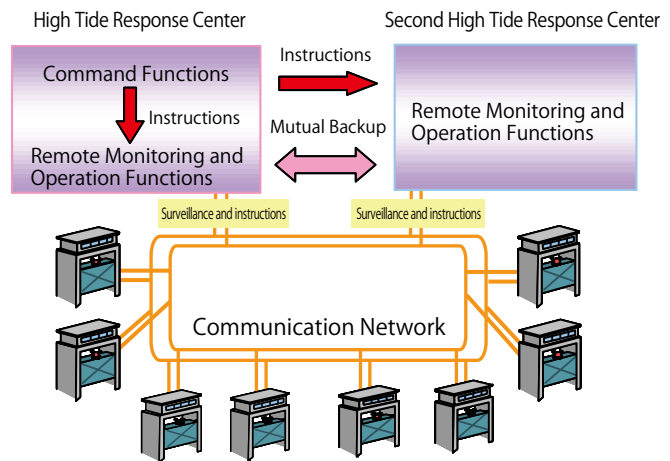 High Tide Response Center
Second High Tide Response Center
Command Functions
Instructions
Remote Monitoring and
Operation Functions
Instructions
Mutual Backup
Remote Monitoring and
Operation Functions
Surveillance and instructions
Surveillance and instructions
Communication Network